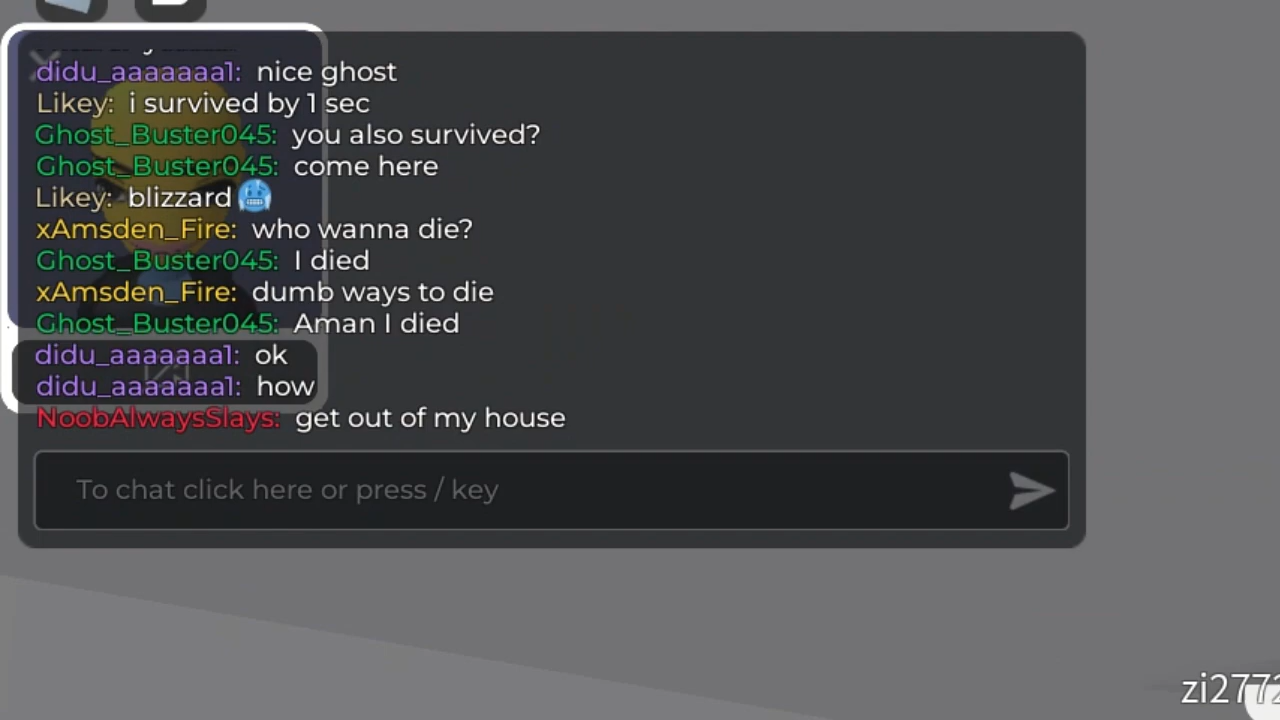 didu_aaaaaaa1: nice ghost
Likey: i survived by 1 sec
Ghost_Buster045: you also survived?
Ghost_Buster045: come here
Likey: blizzard🥶
xAmsden_Fire: who wanna die?
Ghost_Buster045: I died
xAmsden_Fire: dumb ways to die
Ghost_Buster045: Aman I died
didu_aaaaaaa1: ok
didu_aaaaaaa1: how
NoobAlwaysSlays: get out of my house
To chat click here or press / key